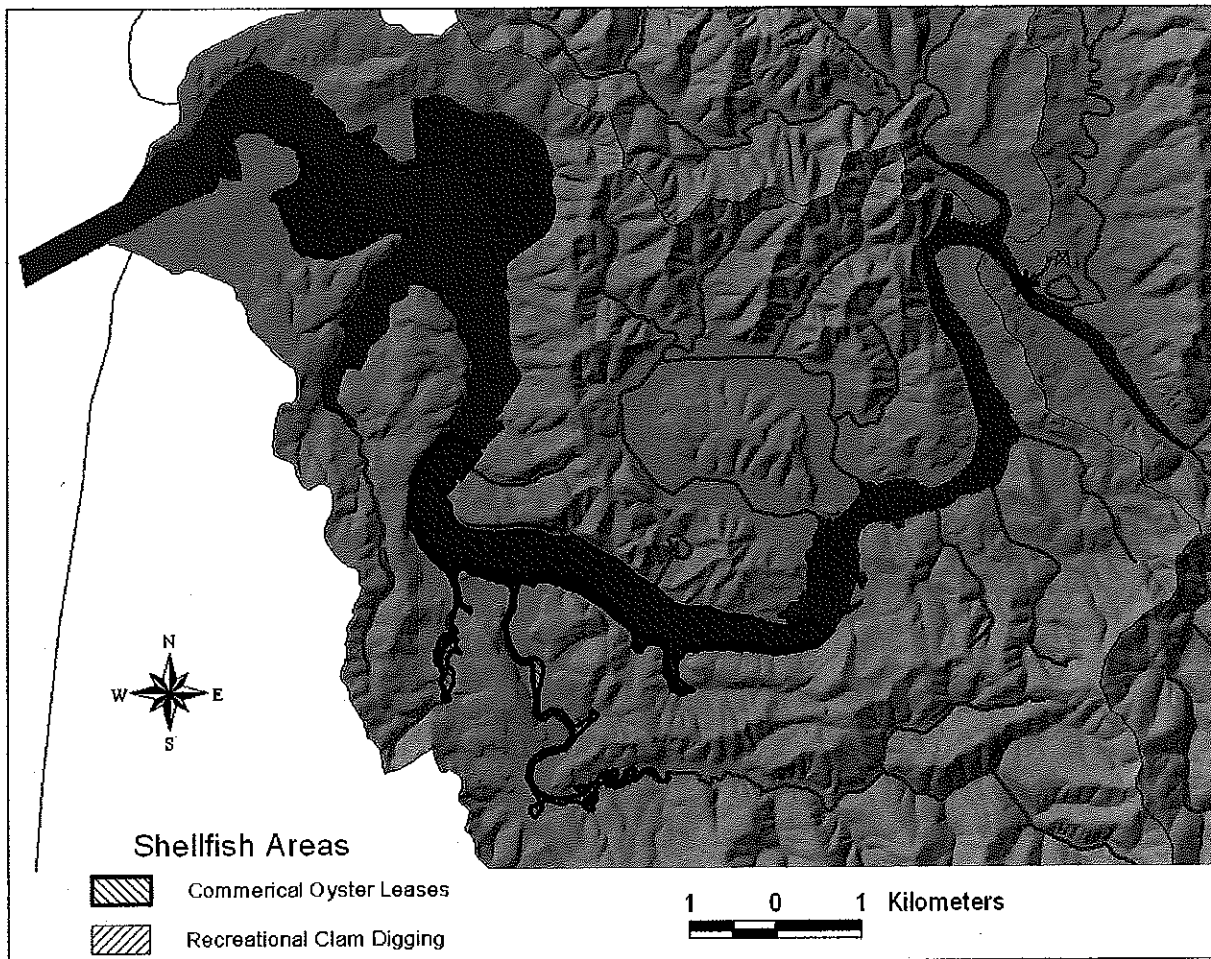 N
W E
S
Shellfish Areas
Commerical Oyster Leases
Recreational Clam Digging
1 0 1 Kilometers